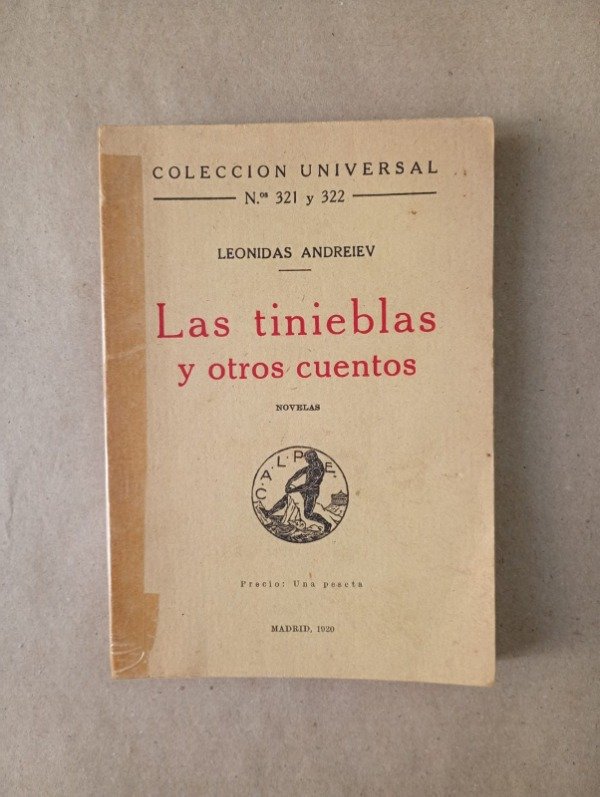 COLECCION UNIVERSAL
N.os 321 y 322
LEONIDAS ANDREIEV
Las tinieblas
y otros cuentos
NOVELAS
C·A·L·P·E·
Precio: Una peseta
MADRID, 1920